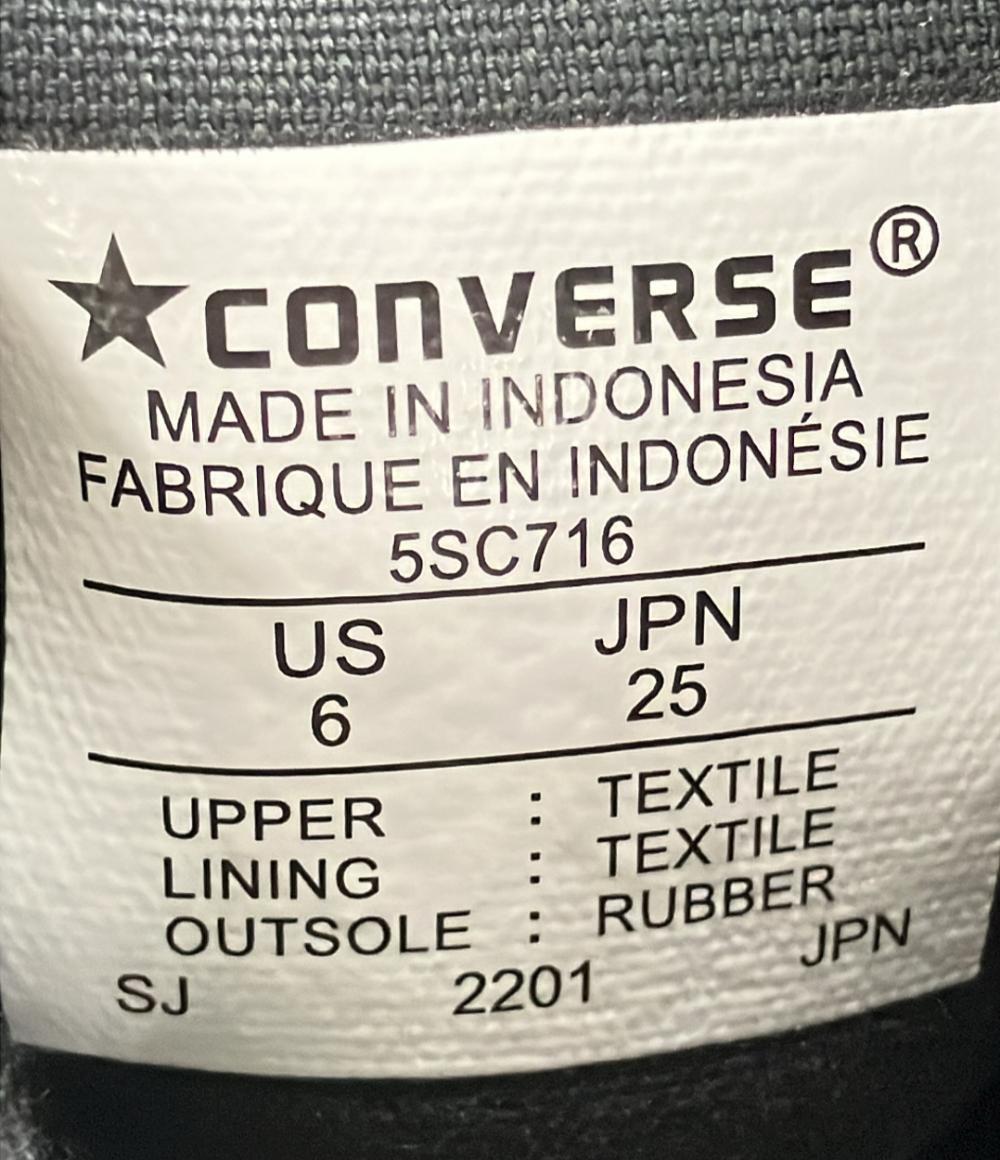 ★CONVERSE®
MADE IN INDONESIA
FABRIQUE EN INDONÉSIE
5SC716
US JPN
6 25
UPPER : TEXTILE
LINING : TEXTILE
OUTSOLE : RUBBER
SJ 2201 JPN